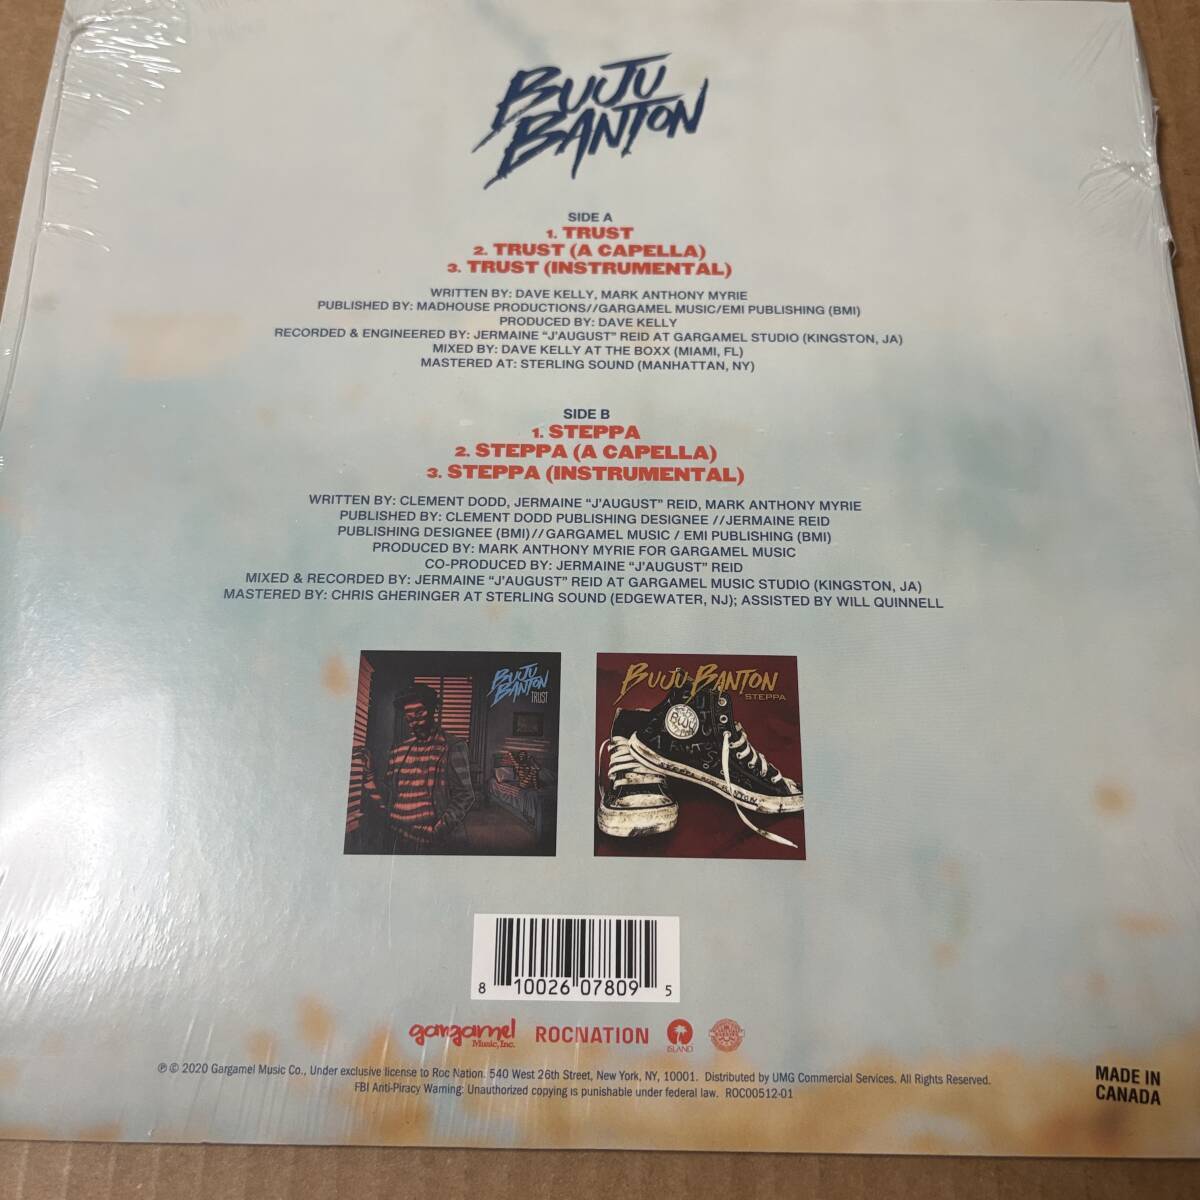 BUJU
BANTON
SIDE A
1. TRUST
2. TRUST (A CAPELLA)
3. TRUST (INSTRUMENTAL)
WRITTEN BY: DAVE KELLY, MARK ANTHONY MYRIE
PUBLISHED BY: MADHOUSE PRODUCTIONS//GARGAMEL MUSIC/EMI PUBLISHING (BMI)
PRODUCED BY: DAVE KELLY
RECORDED & ENGINEERED BY: JERMAINE "J'AUGUST" REID AT GARGAMEL STUDIO (KINGSTON, JA)
MIXED BY: DAVE KELLY AT THE BOXX (MIAMI, FL)
MASTERED AT: STERLING SOUND (MANHATTAN, NY)
SIDE B
1. STEPPA
2. STEPPA (A CAPELLA)
3. STEPPA (INSTRUMENTAL)
WRITTEN BY: CLEMENT DODD, JERMAINE "J'AUGUST" REID, MARK ANTHONY MYRIE
PUBLISHED BY: CLEMENT DODD PUBLISHING DESIGNEE //JERMAINE REID
PUBLISHING DESIGNEE (BMI)//GARGAMEL MUSIC / EMI PUBLISHING (BMI)
PRODUCED BY: MARK ANTHONY MYRIE FOR GARGAMEL MUSIC
CO-PRODUCED BY: JERMAINE "J'AUGUST" REID
MIXED & RECORDED BY: JERMAINE "J'AUGUST" REID AT GARGAMEL MUSIC STUDIO (KINGSTON, JA)
MASTERED BY: CHRIS GHERINGER AT STERLING SOUND (EDGEWATER, NJ); ASSISTED BY WILL QUINNELL
BUJU
BANTON
TRUST
BUJU BANTON
STEPPA
BUJU
8 10026 07809 5
gargamel
Music, Inc.
ROCNATION
ISLAND
℗ © 2020 Gargamel Music Co., Under exclusive license to Roc Nation. 540 West 26th Street, New York, NY, 10001. Distributed by UMG Commercial Services. All Rights Reserved.
FBI Anti-Piracy Warning: Unauthorized copying is punishable under federal law. ROC00512-01
MADE IN
CANADA